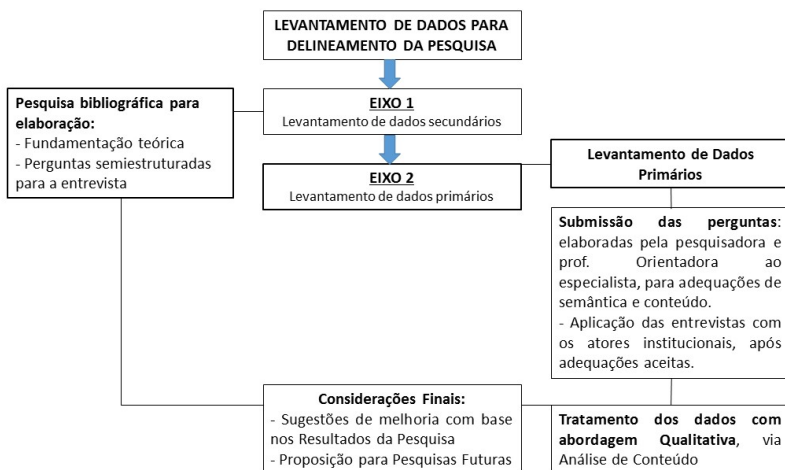 LEVANTAMENTO DE DADOS PARA
DELINEAMENTO DA PESQUISA
EIXO 1
Levantamento de dados secundários
Pesquisa bibliográfica para
elaboração:
- Fundamentação teórica
- Perguntas semiestruturadas
para a entrevista
EIXO 2
Levantamento de dados primários
Levantamento de Dados
Primários
Submissão das perguntas:
elaboradas pela pesquisadora e
prof. Orientadora ao
especialista, para adequações de
semântica e conteúdo.
- Aplicação das entrevistas com
os atores institucionais, após
adequações aceitas.
Considerações Finais:
- Sugestões de melhoria com base
nos Resultados da Pesquisa
- Proposição para Pesquisas Futuras
Tratamento dos dados com
abordagem Qualitativa, via
Análise de Conteúdo